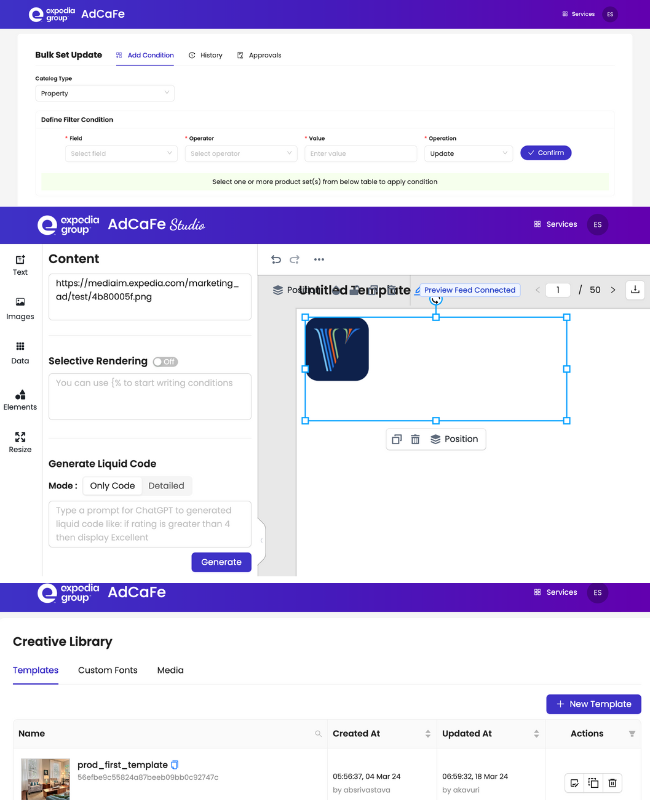 expedia group AdCaFe Services ES
Bulk Set Update Add Condition History Approvals
Catalog Type
Property
Define Filter Condition
* Field * Operator * Value * Operation
Select field Select operator Enter value Update Confirm
Select one or more product set(s) from below table to apply condition
expedia group AdCaFe Studio Services ES
Content
Text
https://mediaim.expedia.com/marketing_
ad/test/4b80005f.png
Position Untitled Template Preview Feed Connected 1 / 50
Images
Data
Selective Rendering Off
You can use {% to start writing conditions
Elements
Resize
Position
Generate Liquid Code
Mode : Only Code Detailed
Type a prompt for ChatGPT to generated
liquid code like: if rating is greater than 4
then display Excellent
Generate
expedia group AdCaFe Services ES
Creative Library
Templates Custom Fonts Media
+ New Template
Name Created At Updated At Actions
prod_first_template
56efbe9c55824a87beeb09bb0c92747c
05:56:37, 04 Mar 24 06:59:32, 18 Mar 24
by absrivastava by akavuri